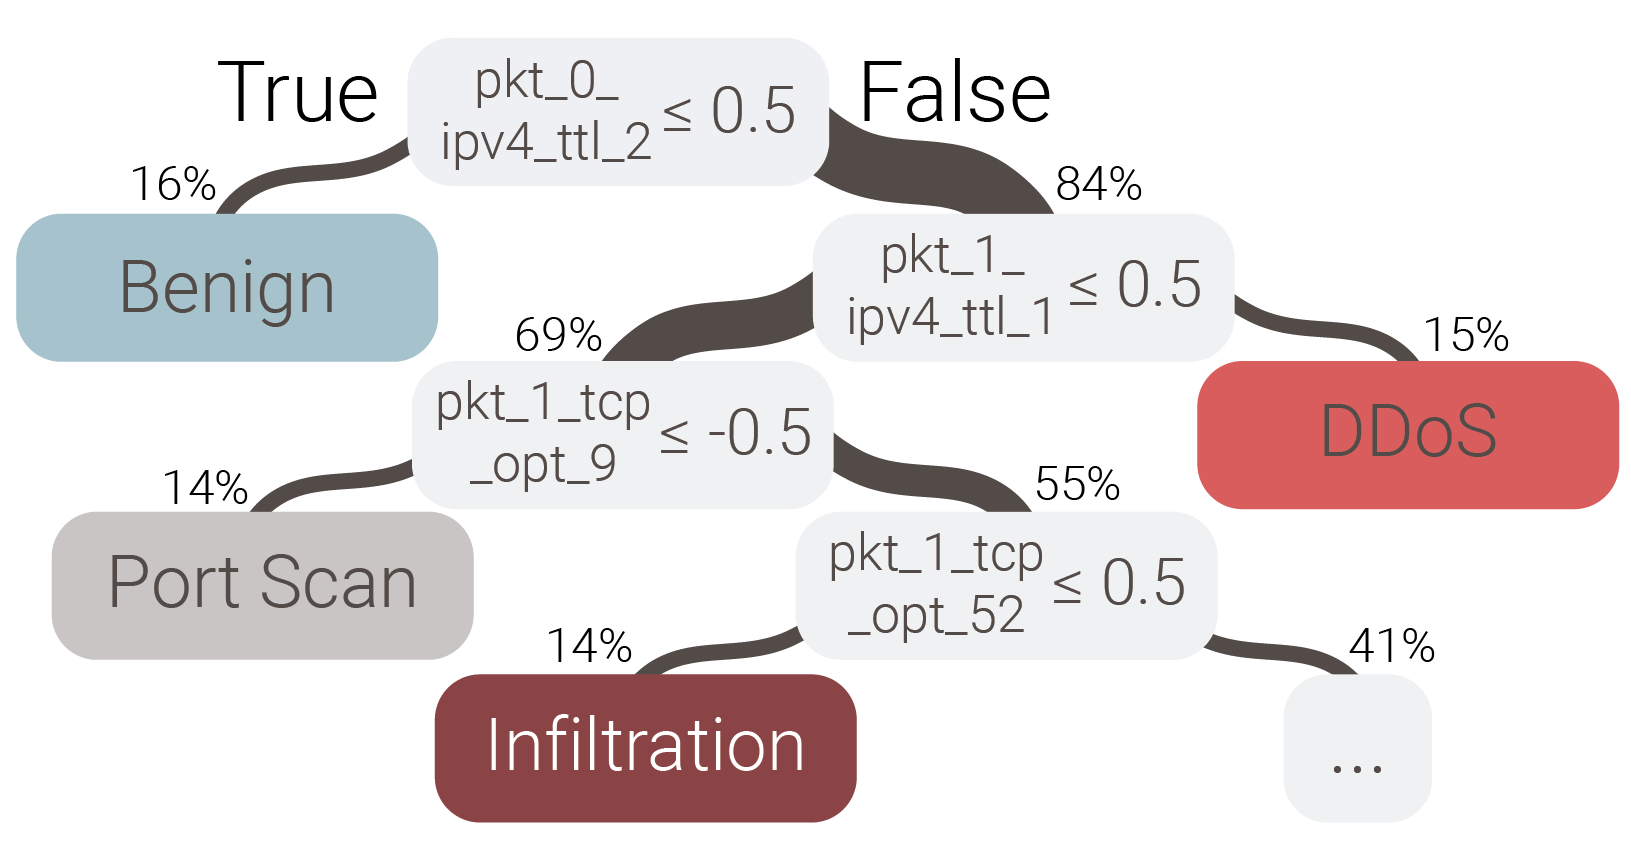 True
pkt_0_
ipv4_ttl_2 ≤ 0.5
False
16%
84%
Benign
pkt_1_
ipv4_ttl_1 ≤ 0.5
69%
15%
pkt_1_tcp
_opt_9 ≤ -0.5
DDoS
14%
55%
Port Scan
pkt_1_tcp
_opt_52 ≤ 0.5
14%
41%
Infiltration
...